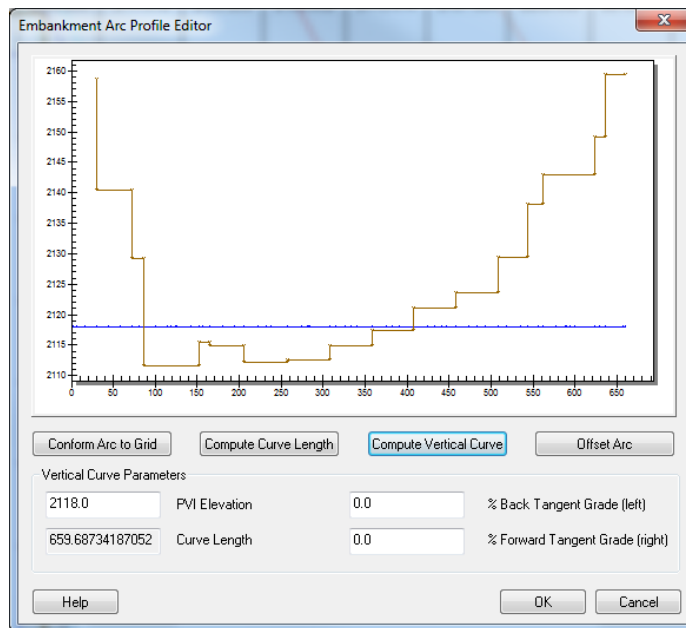 Embankment Arc Profile Editor
2160
2155
2150
2145
2140
2135
2130
2125
2120
2115
2110
0 50 100 150 200 250 300 350 400 450 500 550 600 650
Conform Arc to Grid Compute Curve Length Compute Vertical Curve Offset Arc
Vertical Curve Parameters
2118.0 PVI Elevation 0.0 % Back Tangent Grade (left)
659.68734187052 Curve Length 0.0 % Forward Tangent Grade (right)
Help OK Cancel